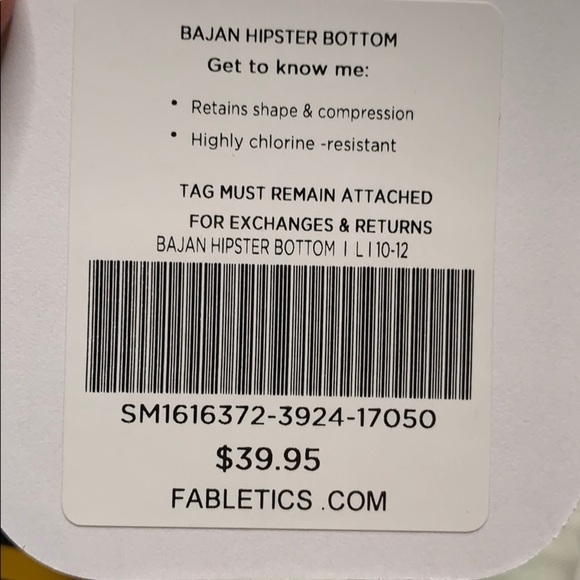 BAJAN HIPSTER BOTTOM
Get to know me:
• Retains shape & compression
• Highly chlorine -resistant
TAG MUST REMAIN ATTACHED
FOR EXCHANGES & RETURNS
BAJAN HIPSTER BOTTOM | L | 10-12
SM1616372-3924-17050
$39.95
FABLETICS .COM